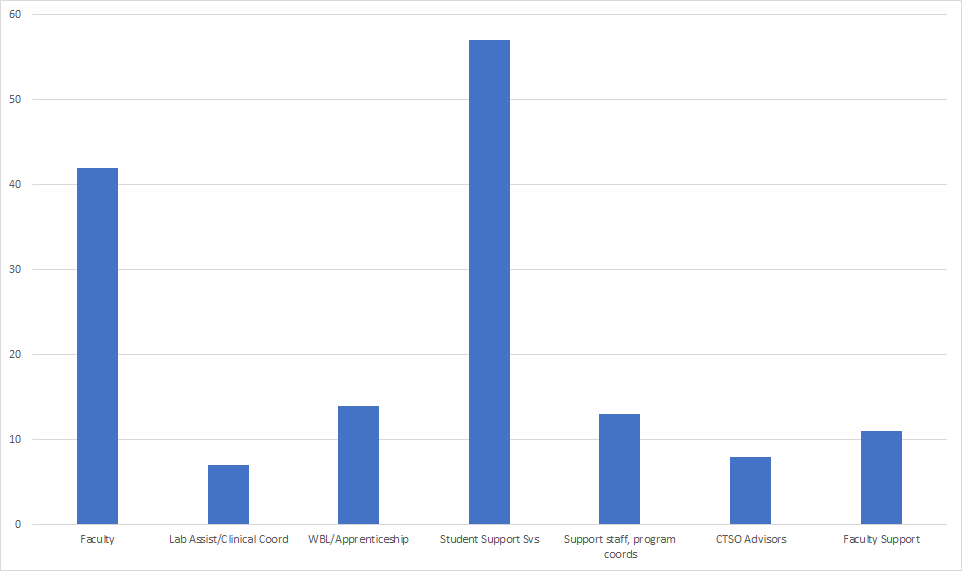 60
50
40
30
20
10
0
Faculty
Lab Assist/Clinical Coord
WBL/Apprenticeship
Student Support Svs
Support staff, program
coords
CTSO Advisors
Faculty Support